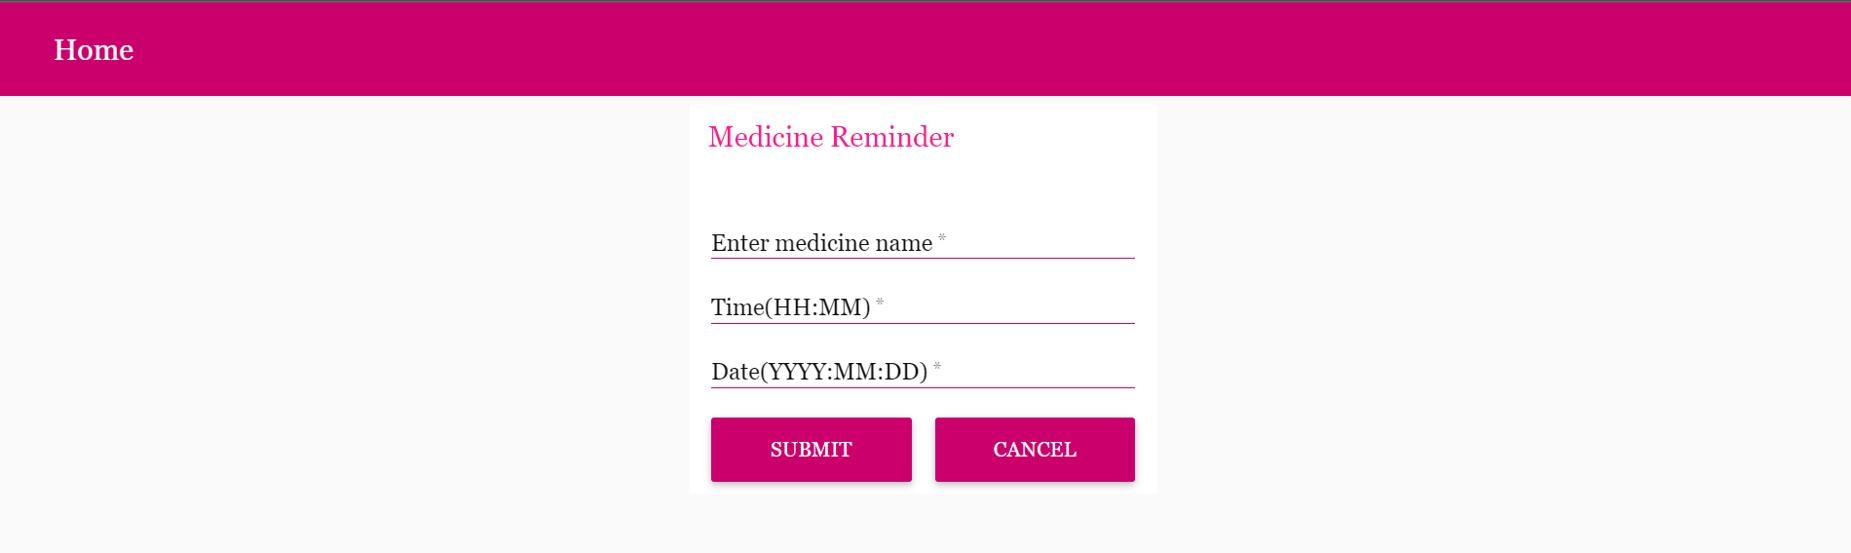 Home
Medicine Reminder
Enter medicine name *
Time(HH:MM) *
Date(YYYY:MM:DD) *
SUBMIT CANCEL